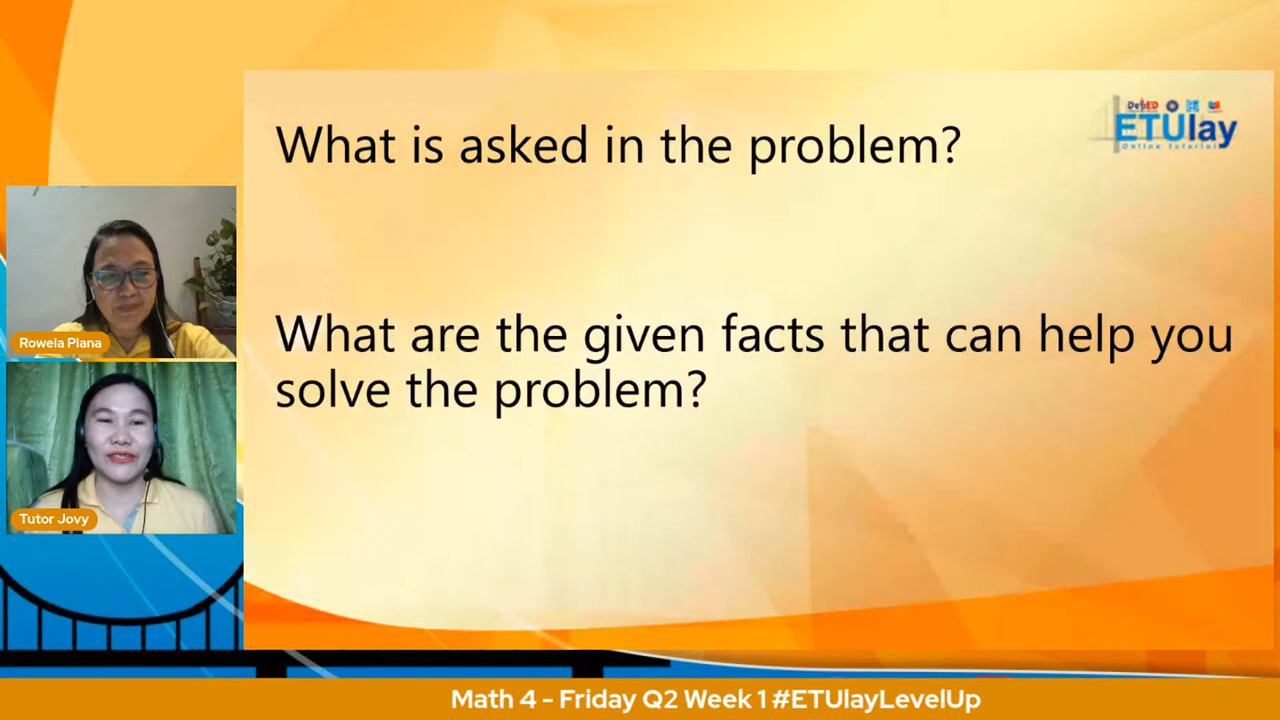 What is asked in the problem?
DepED
ETUlay
Online Tutorial
What are the given facts that can help you
solve the problem?
Rowela Plana
Tutor Jovy
Math 4 - Friday Q2 Week 1 #ETUlayLevelUp